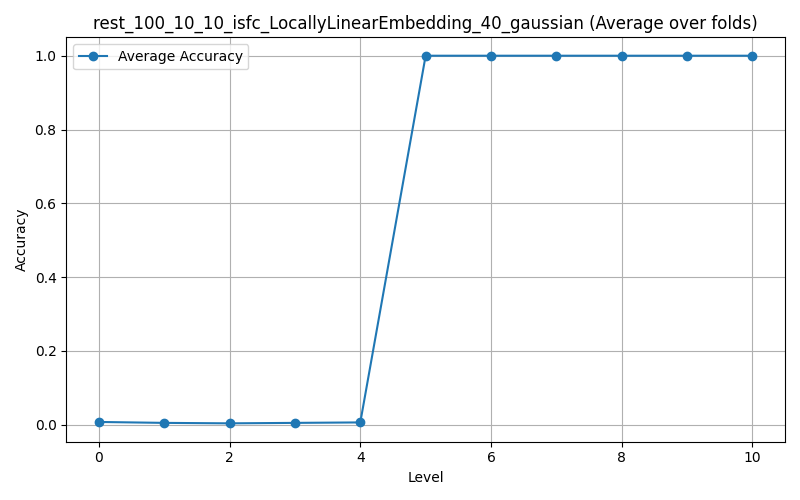 rest_100_10_10_isfc_LocallyLinearEmbedding_40_gaussian (Average over folds)
Average Accuracy
1.0
0.8
0.6
0.4
0.2
0.0
Accuracy
0 2 4 6 8 10
Level